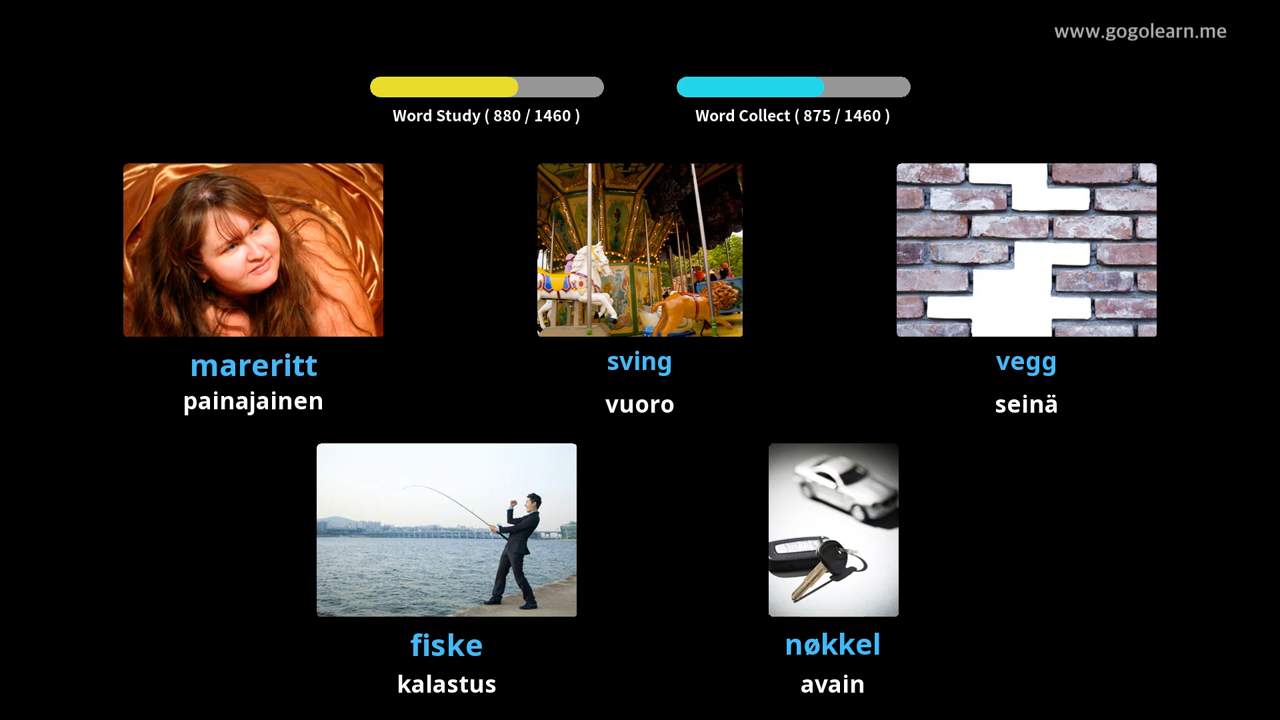 www.gogolearn.me
Word Study ( 880 / 1460 )
Word Collect ( 875 / 1460 )
mareritt
painajainen
sving
vuoro
vegg
seinä
fiske
kalastus
nøkkel
avain